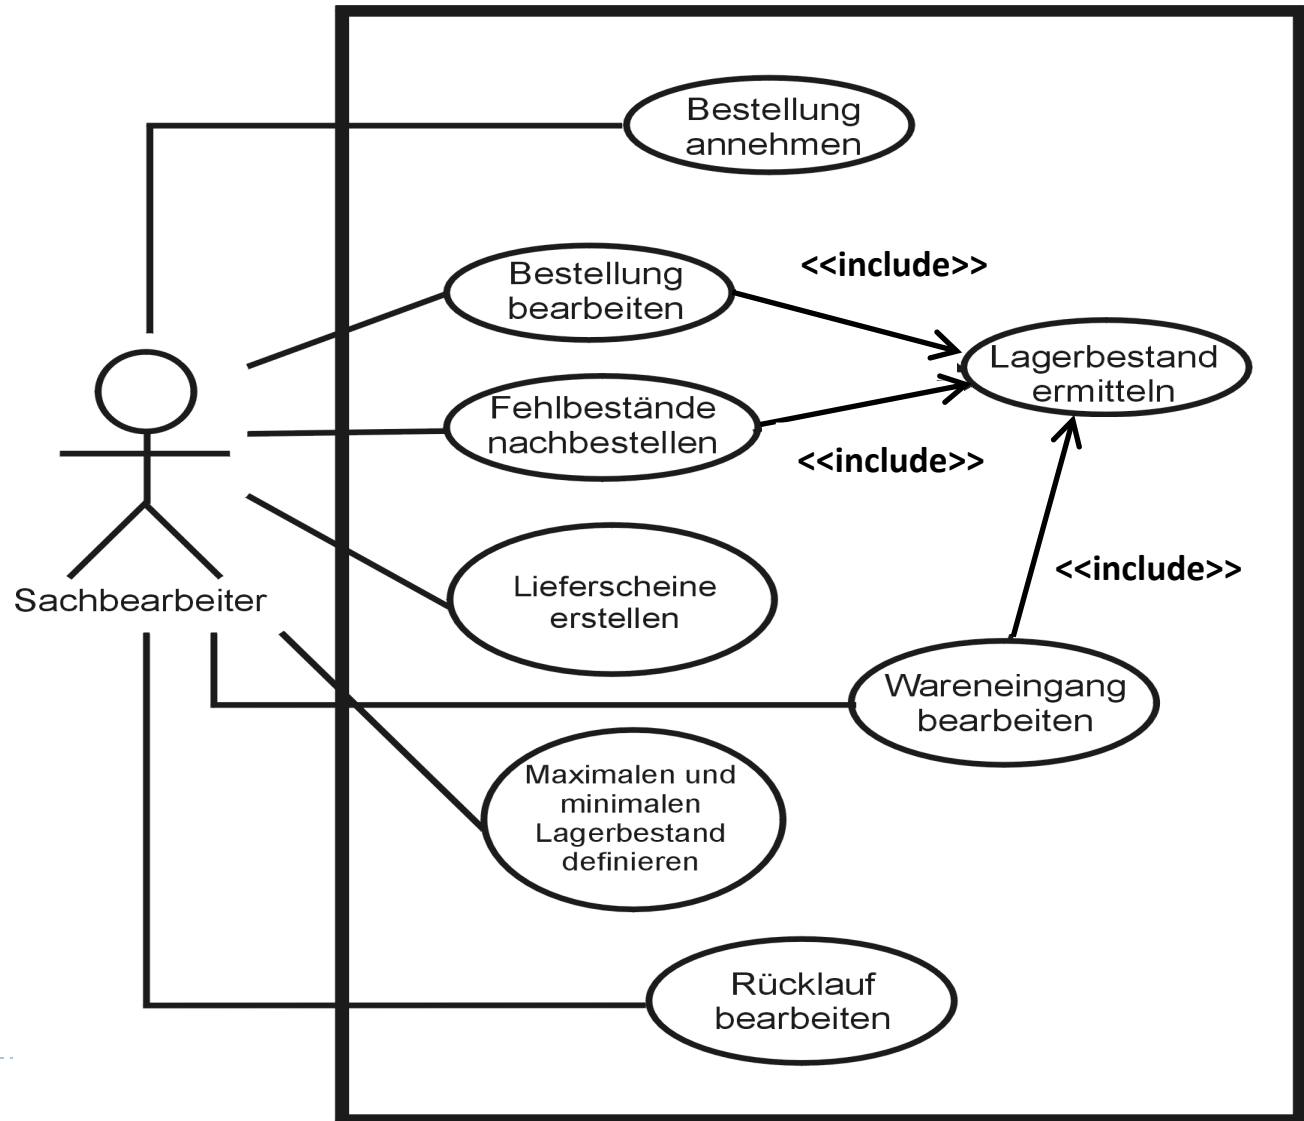 Bestellung
annehmen
Bestellung
bearbeiten
<<include>>
Lagerbestand
ermitteln
Fehlbestände
nachbestellen
<<include>>
Sachbearbeiter
Lieferscheine
erstellen
<<include>>
Wareneingang
bearbeiten
Maximalen und
minimalen
Lagerbestand
definieren
Rücklauf
bearbeiten